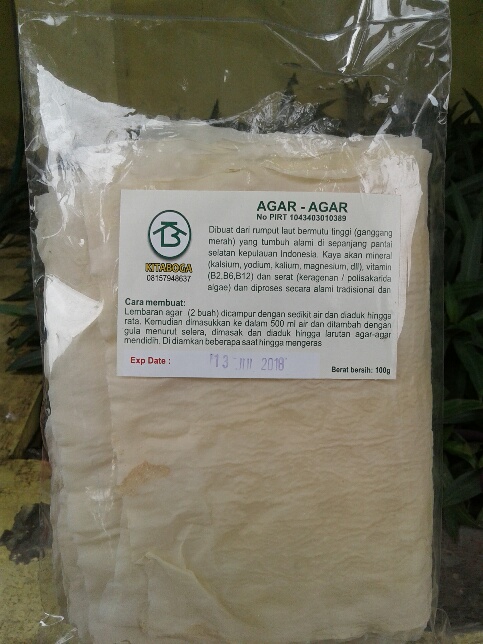 AGAR - AGAR
No PIRT 1043403010389
KITABOGA
08157948637
Dibuat dari rumput laut bermutu tinggi (ganggang
merah) yang tumbuh alami di sepanjang pantai
selatan kepulauan Indonesia. Kaya akan mineral
(kalsium, yodium, kalium, magnesium, dll), vitamin
(B2,B6,B12) dan serat (keragenan / polisakarida
algae) dan diproses secara alami tradisional dan
Cara membuat:
Lembaran agar (2 buah) dicampur dengan sedikit air dan diaduk hingga
rata. Kemudian dimasukkan ke dalam 500 ml air dan ditambah dengan
gula menurut selera, dimasak dan diaduk hingga larutan agar-agar
mendidih. Di diamkan beberapa saat hingga mengeras
Exp Date : 13 JUL 2018
Berat bersih: 100g